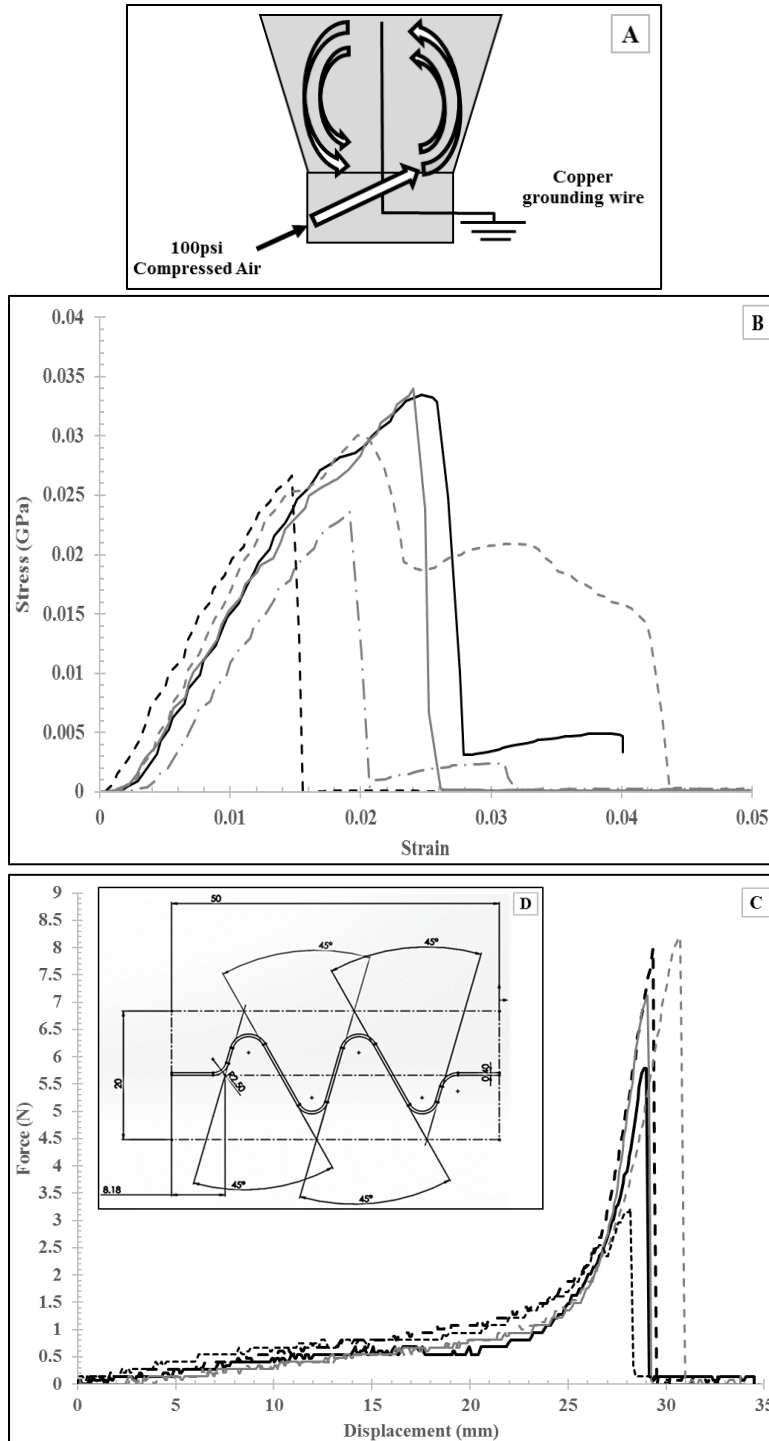 A
Copper
grounding wire
100psi
Compressed Air
B
0.04
0.035
0.03
0.025
0.02
0.015
0.01
0.005
0
Stress (GPa)
0 0.01 0.02 0.03 0.04 0.05
Strain
C
9
8.5
8
7.5
7
6.5
6
5.5
5
4.5
4
3.5
3
2.5
2
1.5
1
0.5
0
Force (N)
D
50
45° 45°
20
R2.50
0.40
8.18
45° 45°
0 5 10 15 20 25 30 35
Displacement (mm)